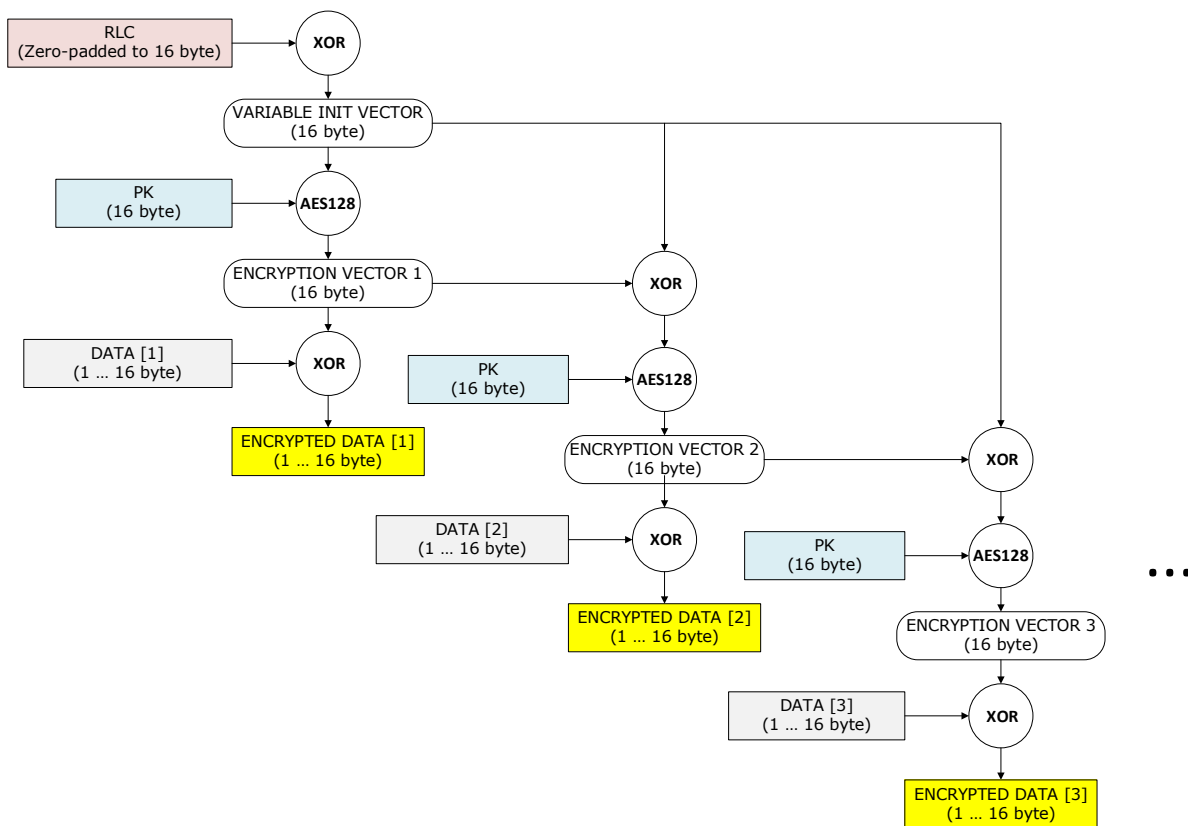 RLC
(Zero-padded to 16 byte)
XOR
VARIABLE INIT VECTOR
(16 byte)
PK
(16 byte)
AES128
ENCRYPTION VECTOR 1
(16 byte)
XOR
DATA [1]
(1 ... 16 byte)
XOR
PK
(16 byte)
AES128
ENCRYPTED DATA [1]
(1 ... 16 byte)
ENCRYPTION VECTOR 2
(16 byte)
XOR
DATA [2]
(1 ... 16 byte)
XOR
PK
(16 byte)
AES128
...
ENCRYPTED DATA [2]
(1 ... 16 byte)
ENCRYPTION VECTOR 3
(16 byte)
DATA [3]
(1 ... 16 byte)
XOR
ENCRYPTED DATA [3]
(1 ... 16 byte)